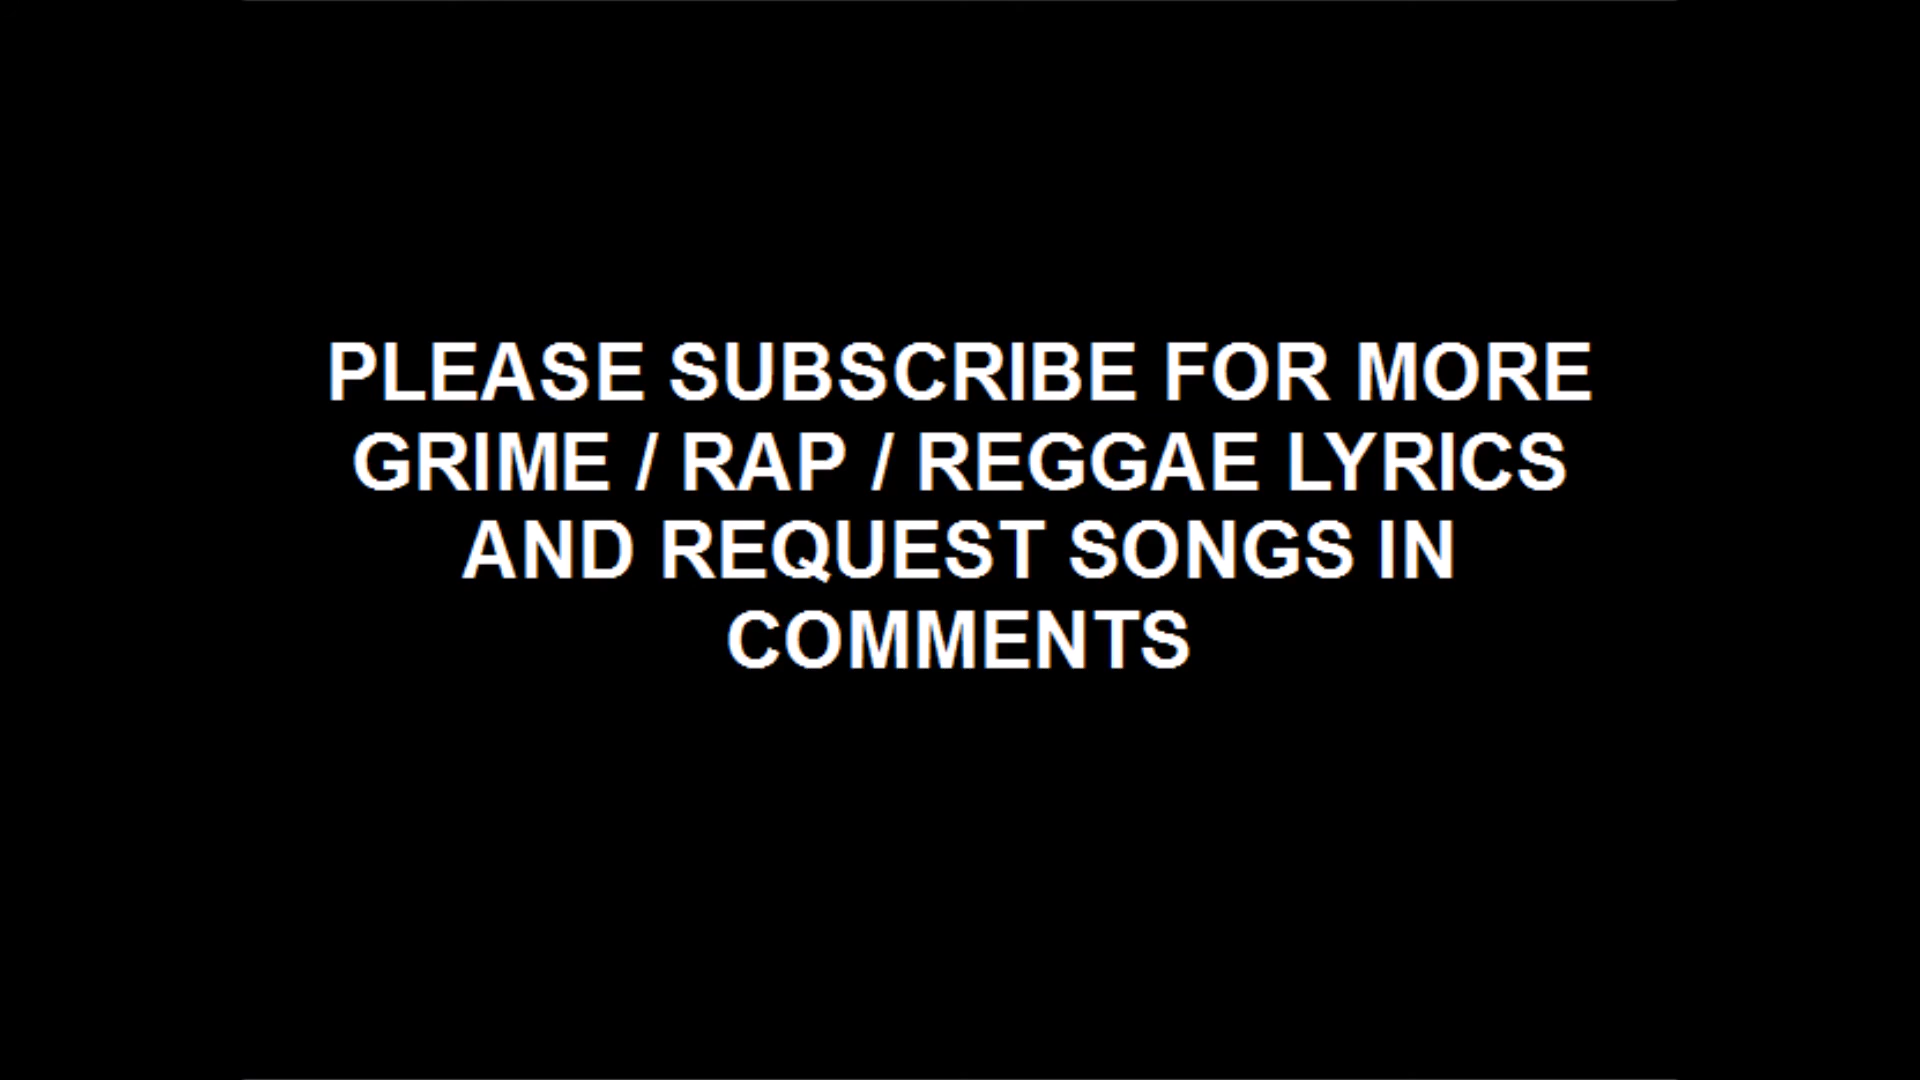 PLEASE SUBSCRIBE FOR MORE
GRIME / RAP / REGGAE LYRICS
AND REQUEST SONGS IN
COMMENTS